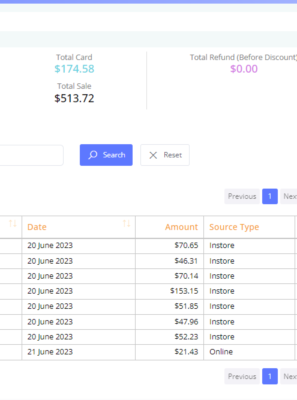 Total Card
$174.58
Total Refund (Before Discount)
$0.00
Total Sale
$513.72
Search
Reset
Previous 1 Nex
Date Amount Source Type
20 June 2023 $70.65 Instore
20 June 2023 $46.31 Instore
20 June 2023 $70.14 Instore
20 June 2023 $153.15 Instore
20 June 2023 $51.85 Instore
20 June 2023 $47.96 Instore
20 June 2023 $52.23 Instore
21 June 2023 $21.43 Online
Previous 1 Nex